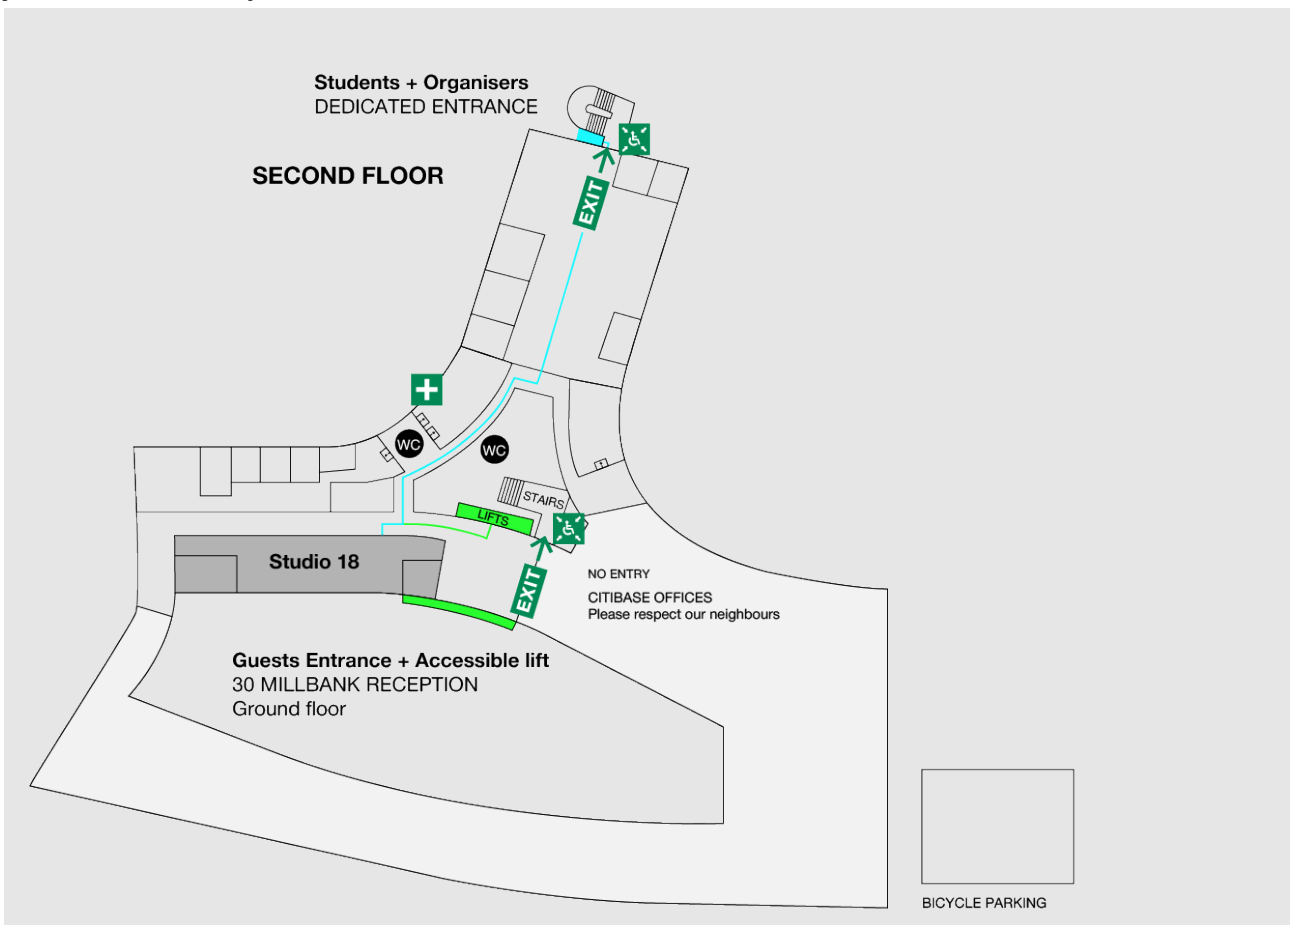 Students + Organisers
DEDICATED ENTRANCE
SECOND FLOOR
EXIT
WC
WC
STAIRS
LIFTS
Studio 18
EXIT
NO ENTRY
CITIBASE OFFICES
Please respect our neighbours
Guests Entrance + Accessible lift
30 MILLBANK RECEPTION
Ground floor
BICYCLE PARKING